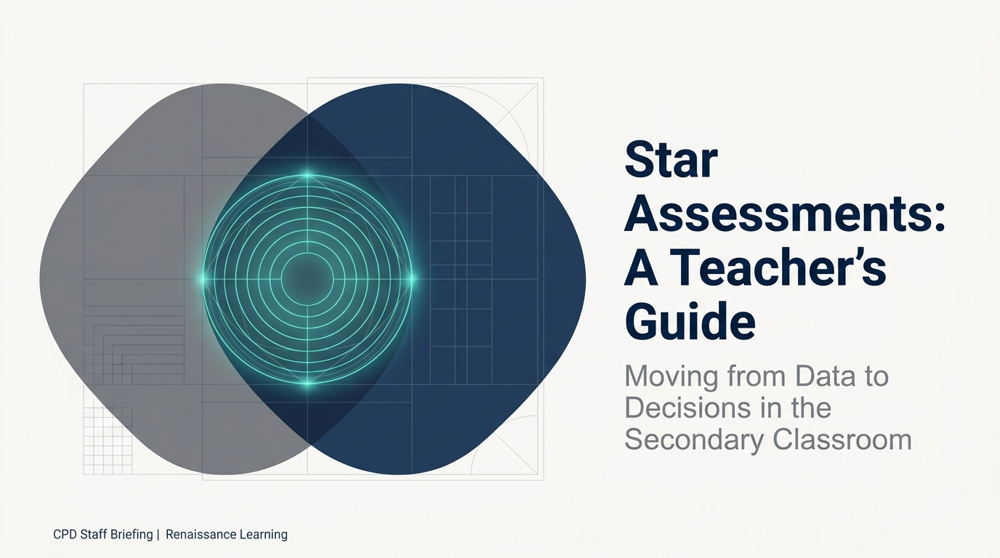 Star
Assessments:
A Teacher’s
Guide
Moving from Data to
Decisions in the
Secondary Classroom
CPD Staff Briefing | Renaissance Learning